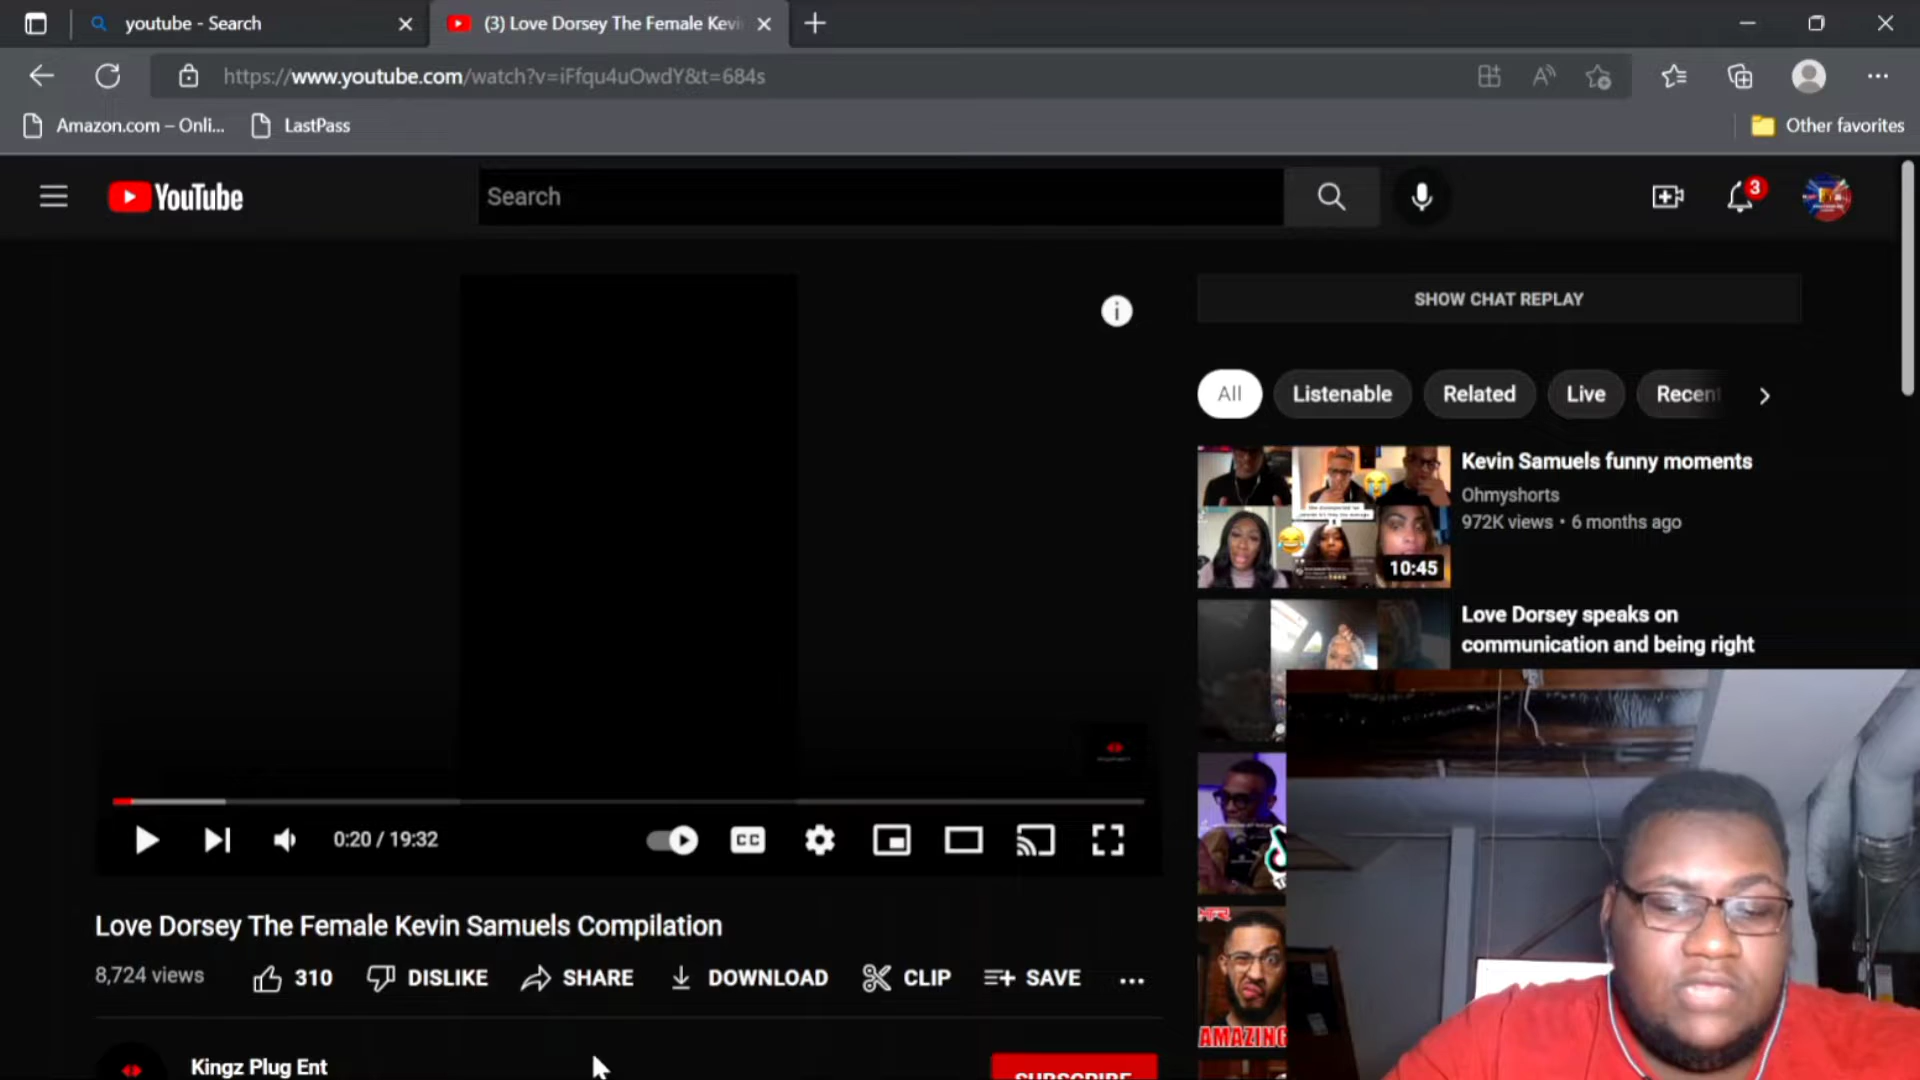 youtube - Search
(3) Love Dorsey The Female Kevi
https://www.youtube.com/watch?v=iFfqu4uOwdY&t=684s
Amazon.com – Onli...
LastPass
Other favorites
YouTube
Search
3
SHOW CHAT REPLAY
All
Listenable
Related
Live
Recent
Kevin Samuels funny moments
Ohmyshorts
972K views • 6 months ago
10:45
Love Dorsey speaks on
communication and being right
0:20 / 19:32
CC
Love Dorsey The Female Kevin Samuels Compilation
8,724 views
310
DISLIKE
SHARE
DOWNLOAD
CLIP
SAVE
AMAZING
Kingz Plug Ent
SUBSCRIBE